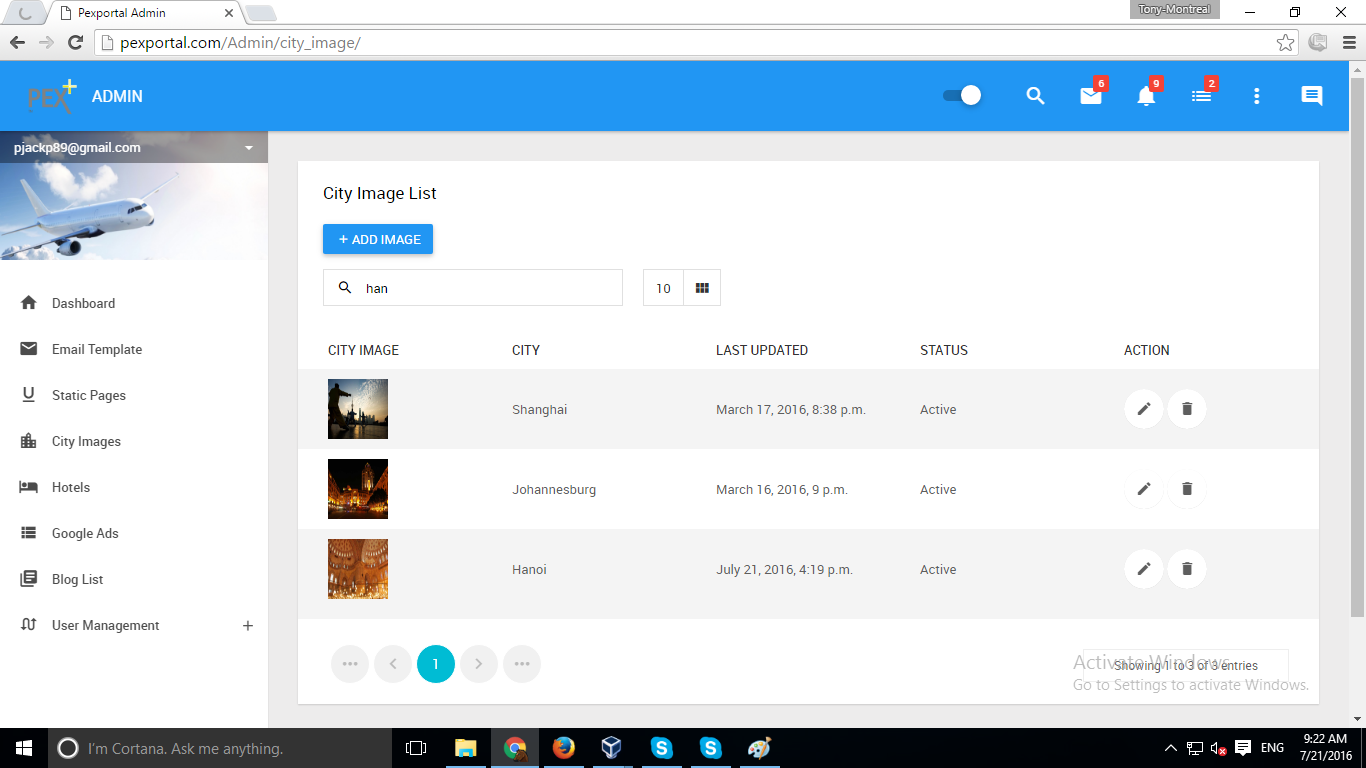 Pexportal Admin
Tony-Montreal
pexportal.com/Admin/city_image/
PEX+ ADMIN
6
9
2
pjackp89@gmail.com
Dashboard
Email Template
Static Pages
City Images
Hotels
Google Ads
Blog List
User Management
City Image List
+ ADD IMAGE
han
10
CITY IMAGE CITY LAST UPDATED STATUS ACTION
Shanghai March 17, 2016, 8:38 p.m. Active
Johannesburg March 16, 2016, 9 p.m. Active
Hanoi July 21, 2016, 4:19 p.m. Active
1
Showing 1 to 3 of 3 entries
Activate Windows
Go to Settings to activate Windows.
I'm Cortana. Ask me anything.
ENG
9:22 AM
7/21/2016